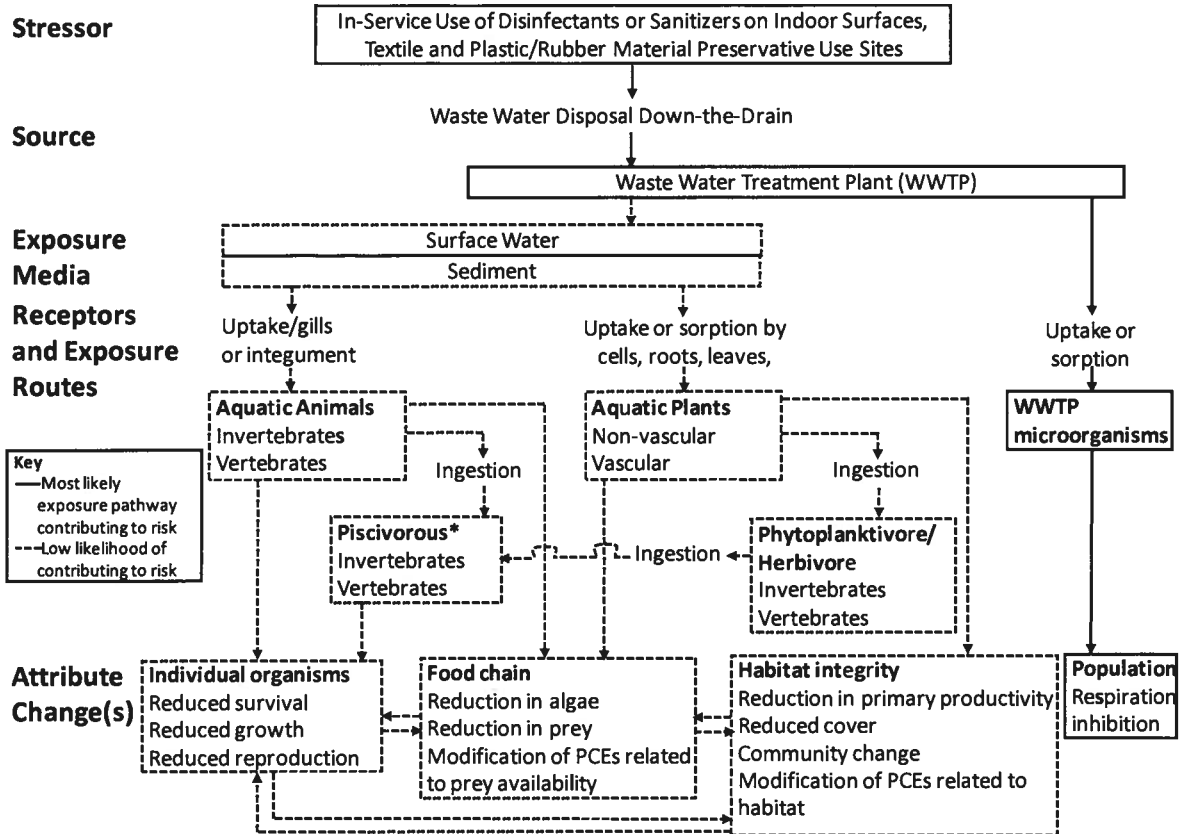 Stressor
In-Service Use of Disinfectants or Sanitizers on Indoor Surfaces,
Textile and Plastic/Rubber Material Preservative Use Sites
Waste Water Disposal Down-the-Drain
Source
Waste Water Treatment Plant (WWTP)
Exposure
Media
Surface Water
Sediment
Receptors
and Exposure
Routes
Uptake/gills
or integument
Uptake or sorption by
cells, roots, leaves,
Uptake or
sorption
Aquatic Animals
Invertebrates
Vertebrates
Ingestion
Aquatic Plants
Non-vascular
Vascular
Ingestion
WWTP
microorganisms
Key
Most likely
exposure pathway
contributing to risk
Low likelihood of
contributing to risk
Piscivorous*
Invertebrates
Vertebrates
Ingestion
Phytoplanktivore/
Herbivore
Invertebrates
Vertebrates
Attribute
Change(s)
Individual organisms
Reduced survival
Reduced growth
Reduced reproduction
Food chain
Reduction in algae
Reduction in prey
Modification of PCEs related
to prey availability
Habitat integrity
Reduction in primary productivity
Reduced cover
Community change
Modification of PCEs related to
habitat
Population
Respiration
inhibition